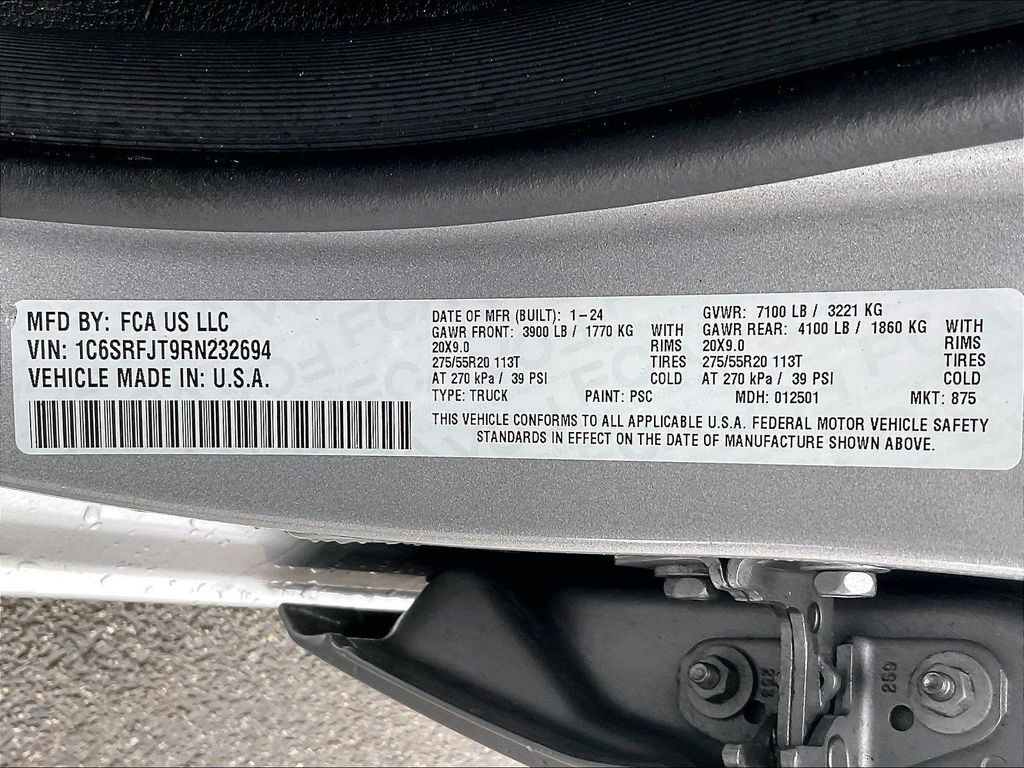 MFD BY: FCA US LLC
VIN: 1C6SRFJT9RN232694
VEHICLE MADE IN: U.S.A.
DATE OF MFR (BUILT): 1-24
GAWR FRONT: 3900 LB / 1770 KG WITH
20X9.0 RIMS
275/55R20 113T TIRES
AT 270 kPa / 39 PSI COLD
TYPE: TRUCK PAINT: PSC
GVWR: 7100 LB / 3221 KG
GAWR REAR: 4100 LB / 1860 KG WITH
20X9.0 RIMS
275/55R20 113T TIRES
AT 270 kPa / 39 PSI COLD
MDH: 012501 MKT: 875
THIS VEHICLE CONFORMS TO ALL APPLICABLE U.S.A. FEDERAL MOTOR VEHICLE SAFETY
STANDARDS IN EFFECT ON THE DATE OF MANUFACTURE SHOWN ABOVE.